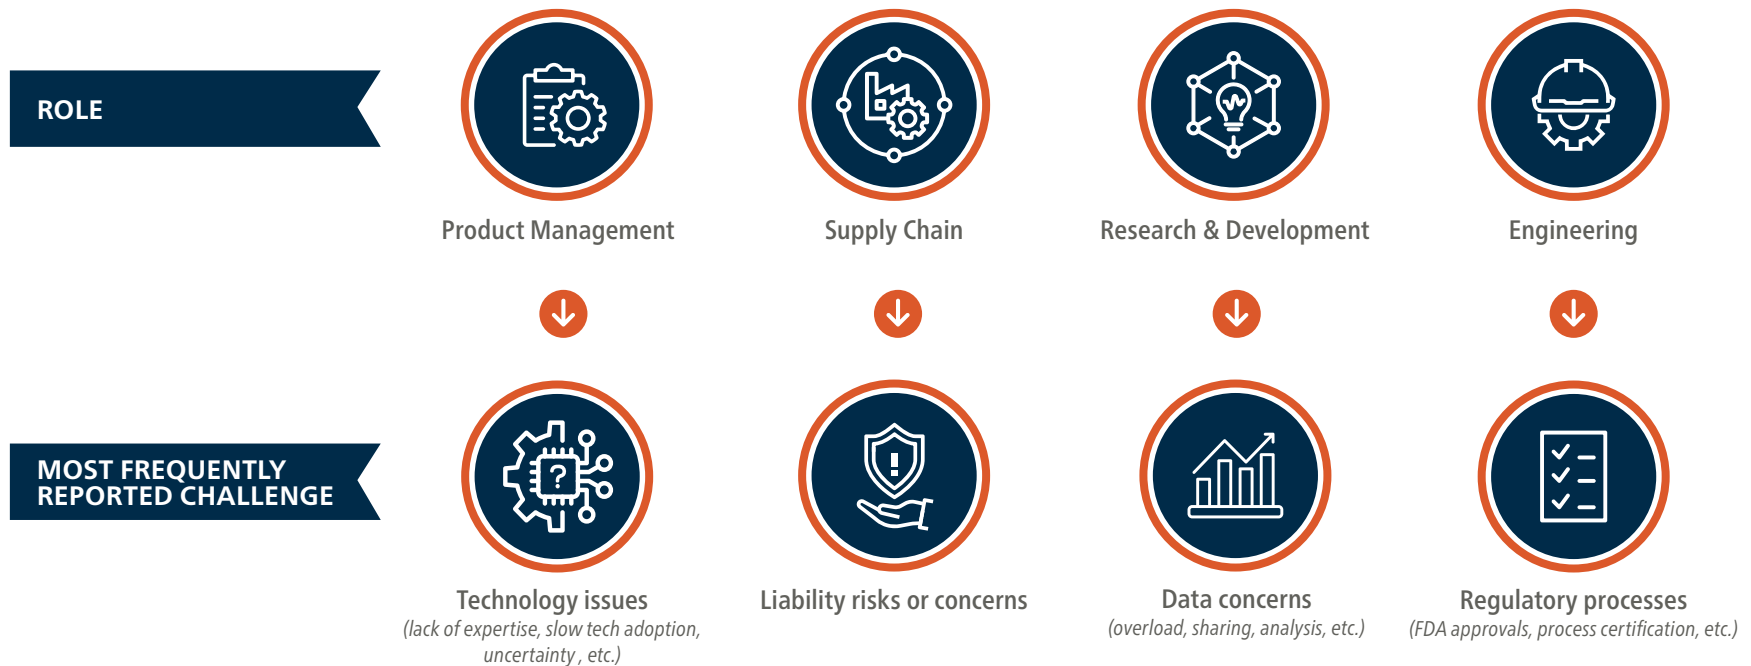 ROLE
Product Management
Supply Chain
Research & Development
Engineering
MOST FREQUENTLY
REPORTED CHALLENGE
?
!
Technology issues
(lack of expertise, slow tech adoption,
uncertainty , etc.)
Liability risks or concerns
Data concerns
(overload, sharing, analysis, etc.)
Regulatory processes
(FDA approvals, process certification, etc.)